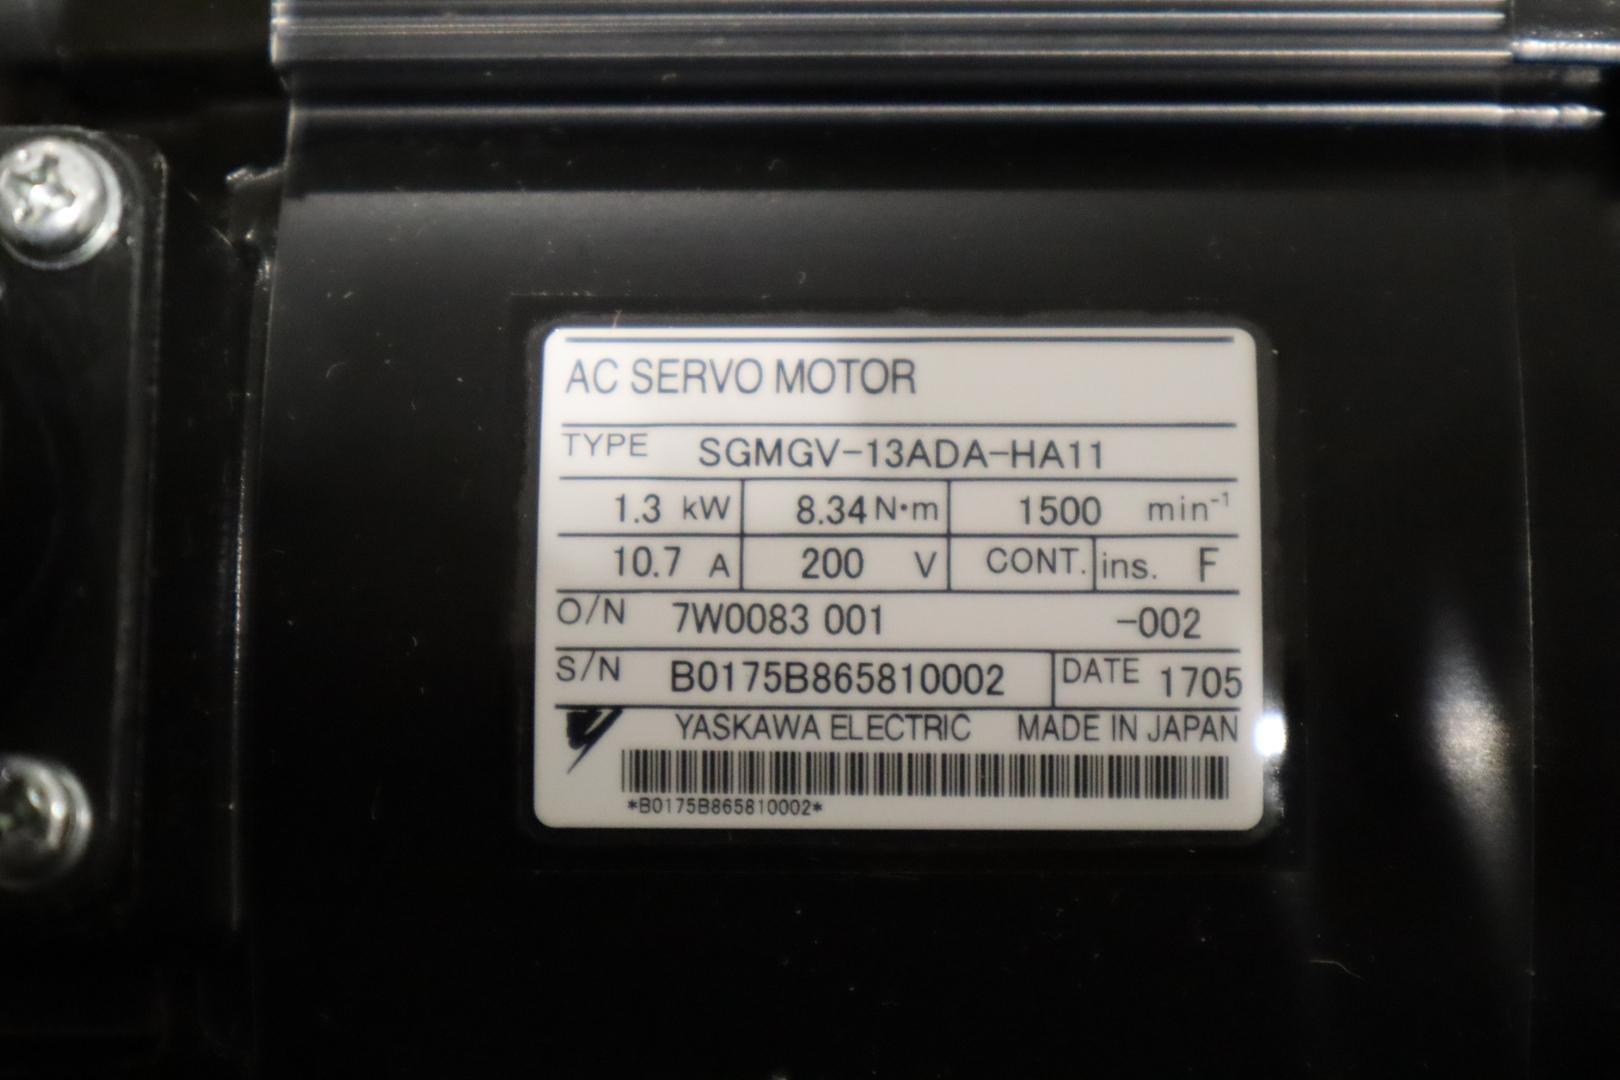 AC SERVO MOTOR
TYPE SGMGV-13ADA-HA11
1.3 kW 8.34 N·m 1500 min⁻¹
10.7 A 200 V CONT. ins. F
O/N 7W0083 001 -002
S/N B0175B865810002 DATE 1705
YASKAWA ELECTRIC MADE IN JAPAN
*B0175B865810002*